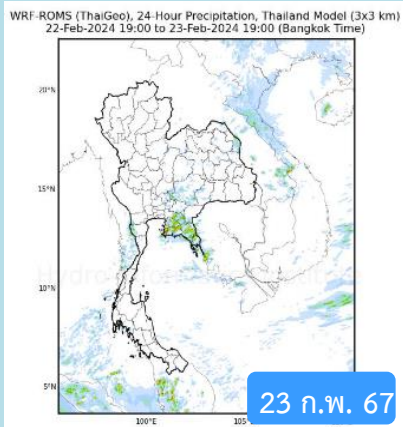 WRF-ROMS (ThaiGeo), 24-Hour Precipitation, Thailand Model (3x3 km)
22-Feb-2024 19:00 to 23-Feb-2024 19:00 (Bangkok Time)
20°N
15°N
10°N
5°N
100°E
105
23 ก.พ. 67